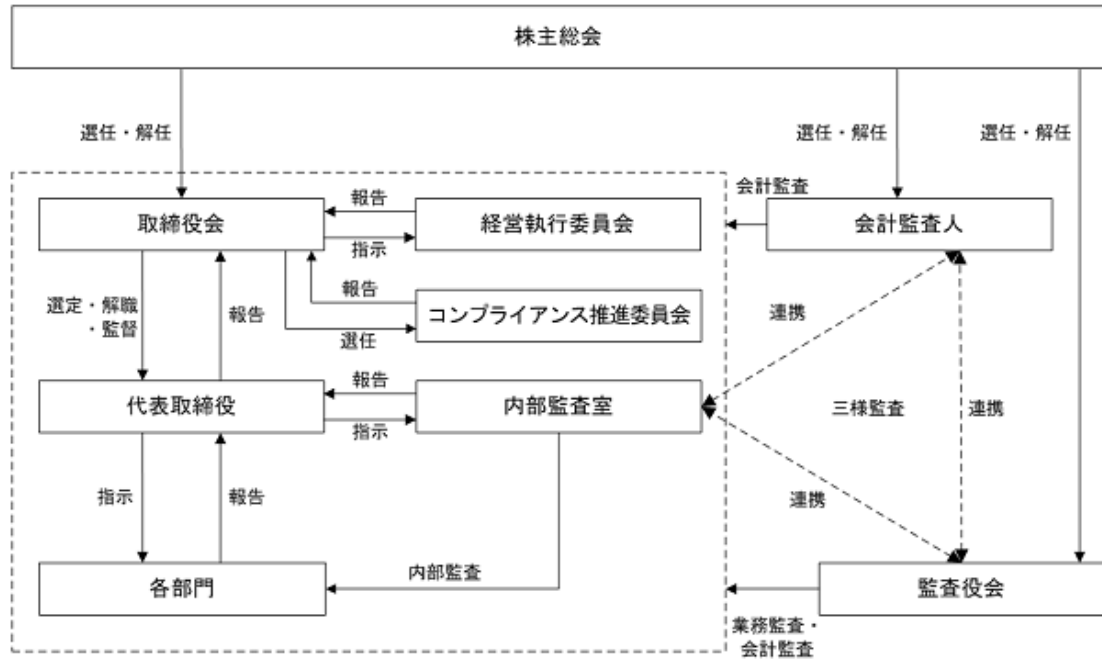 株主総会
選任・解任
選任・解任
選任・解任
会計監査
取締役会
報告
指示
経営執行委員会
会計監査人
選定・解職
・監督
報告
報告
選任
コンプライアンス推進委員会
連携
代表取締役
報告
指示
内部監査室
三様監査
連携
指示
報告
連携
各部門
内部監査
監査役会
業務監査・
会計監査